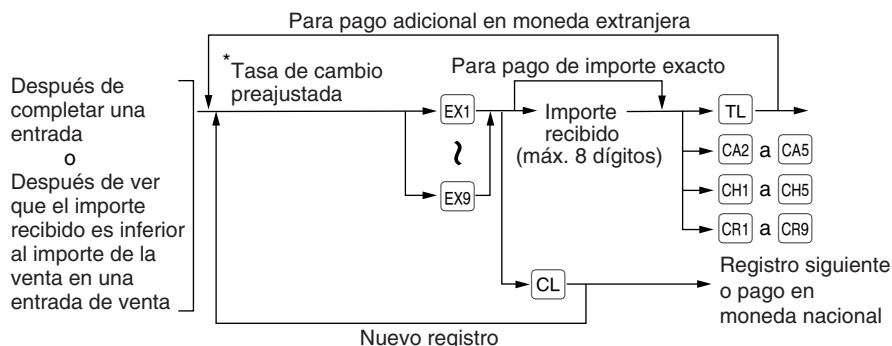 Para pago adicional en moneda extranjera
Después de
completar una
entrada
o
Después de ver
que el importe
recibido es inferior
al importe de la
venta en una
entrada de venta
*Tasa de cambio
preajustada
EX1
~
EX9
Para pago de importe exacto
Importe
recibido
(máx. 8 dígitos)
TL
CA2 a CA5
CH1 a CH5
CR1 a CR9
CL
Registro siguiente
o pago en
moneda nacional
Nuevo registro